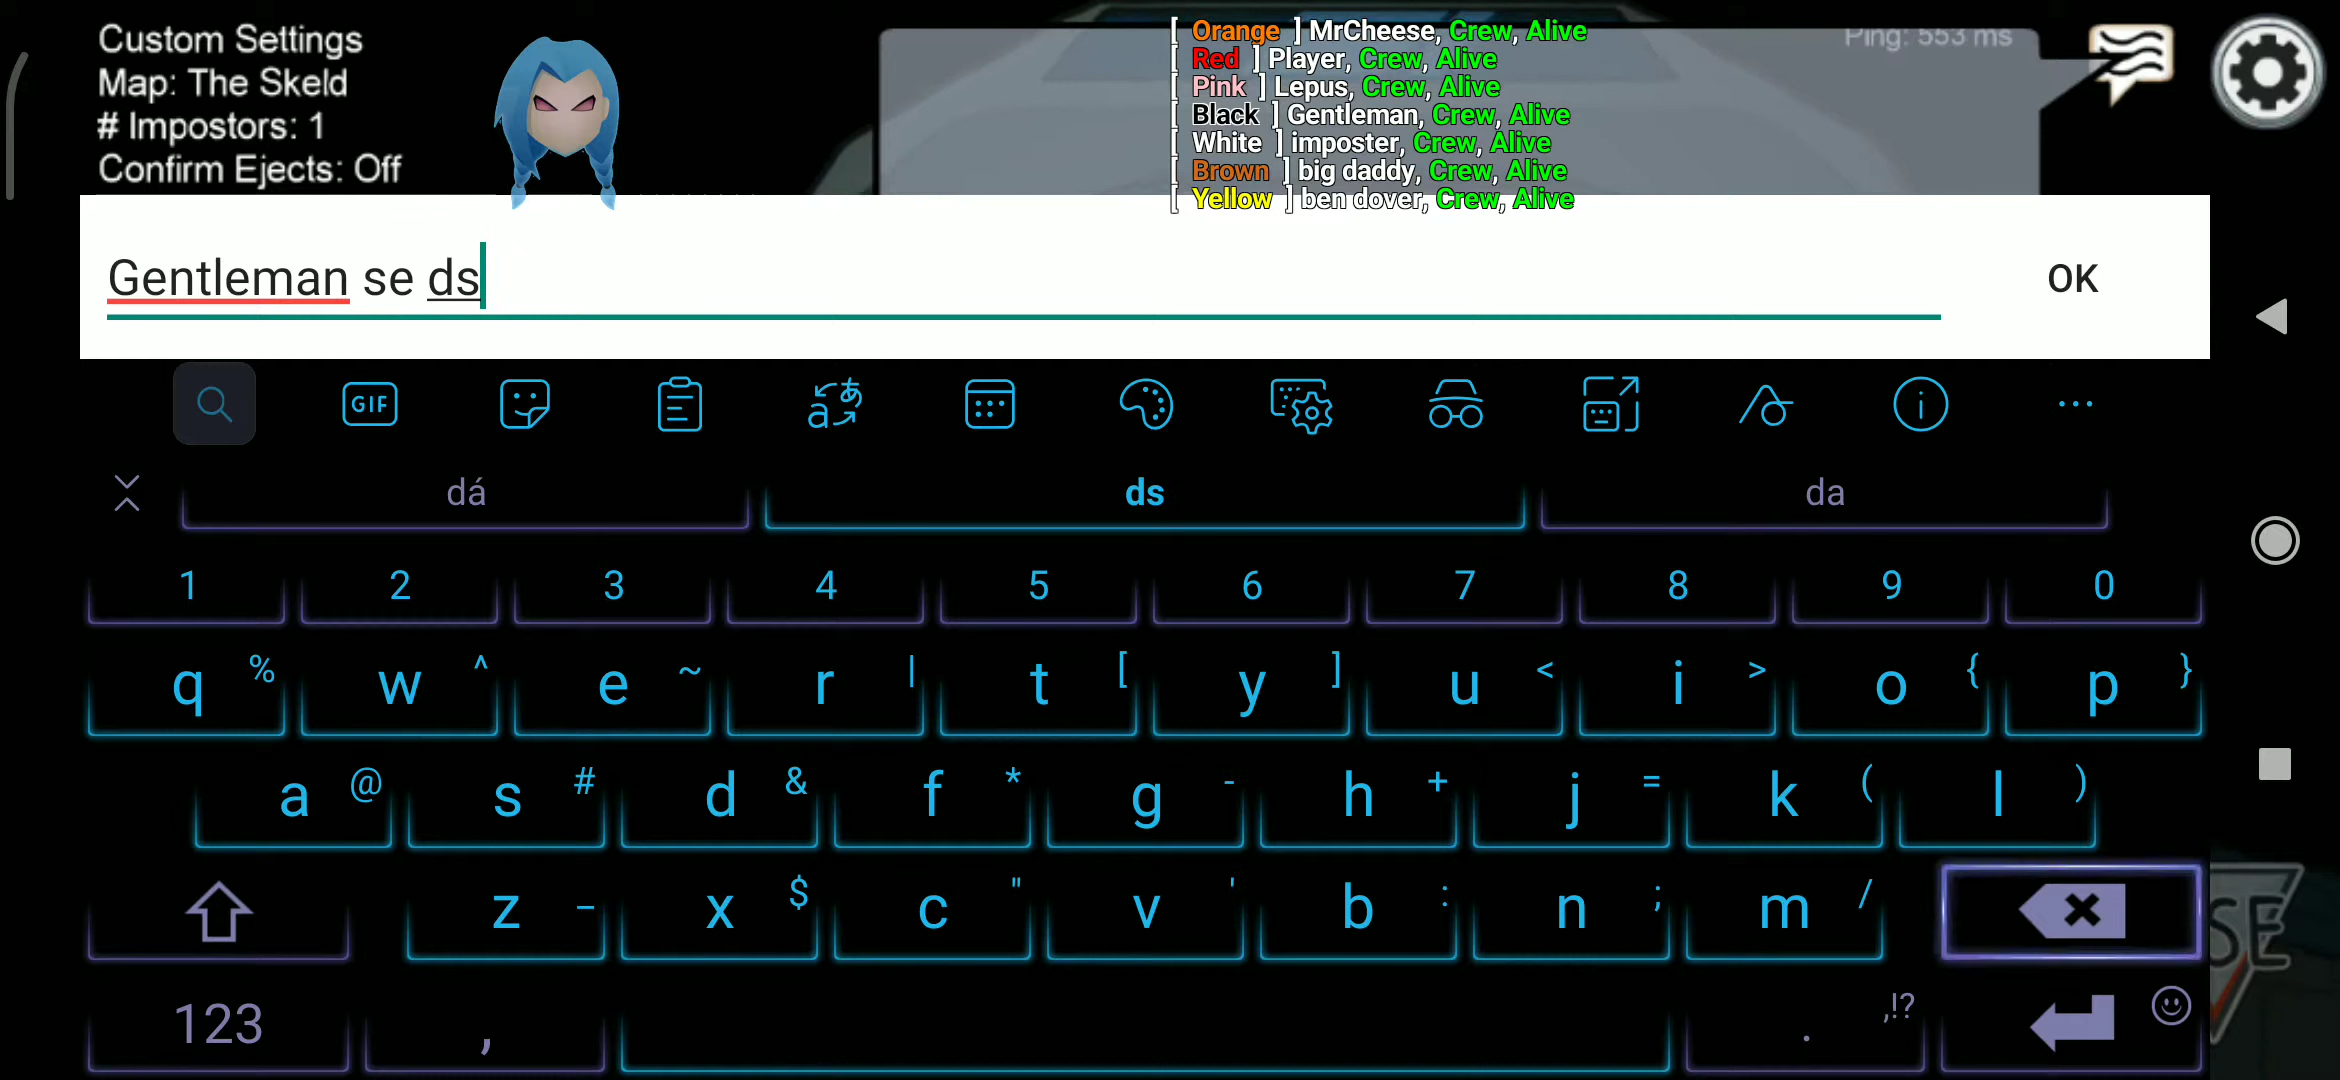 Custom Settings
Map: The Skeld
# Impostors: 1
Confirm Ejects: Off
[ Orange ] MrCheese, Crew, Alive
[ Red ] Player, Crew, Alive
[ Pink ] Lepus, Crew, Alive
[ Black ] Gentleman, Crew, Alive
[ White ] imposter, Crew, Alive
[ Brown ] big daddy, Crew, Alive
[ Yellow ] ben dover, Crew, Alive
Ping: 553 ms
Gentleman se ds
OK
GIF
dá ds da
1 2 3 4 5 6 7 8 9 0
q % w ^ e ~ r | t [ y ] u < i > o { p }
a @ s # d & f * g - h + j = k ( l )
z _ x $ c " v ' b : n ; m /
123 , . ,!?
SE